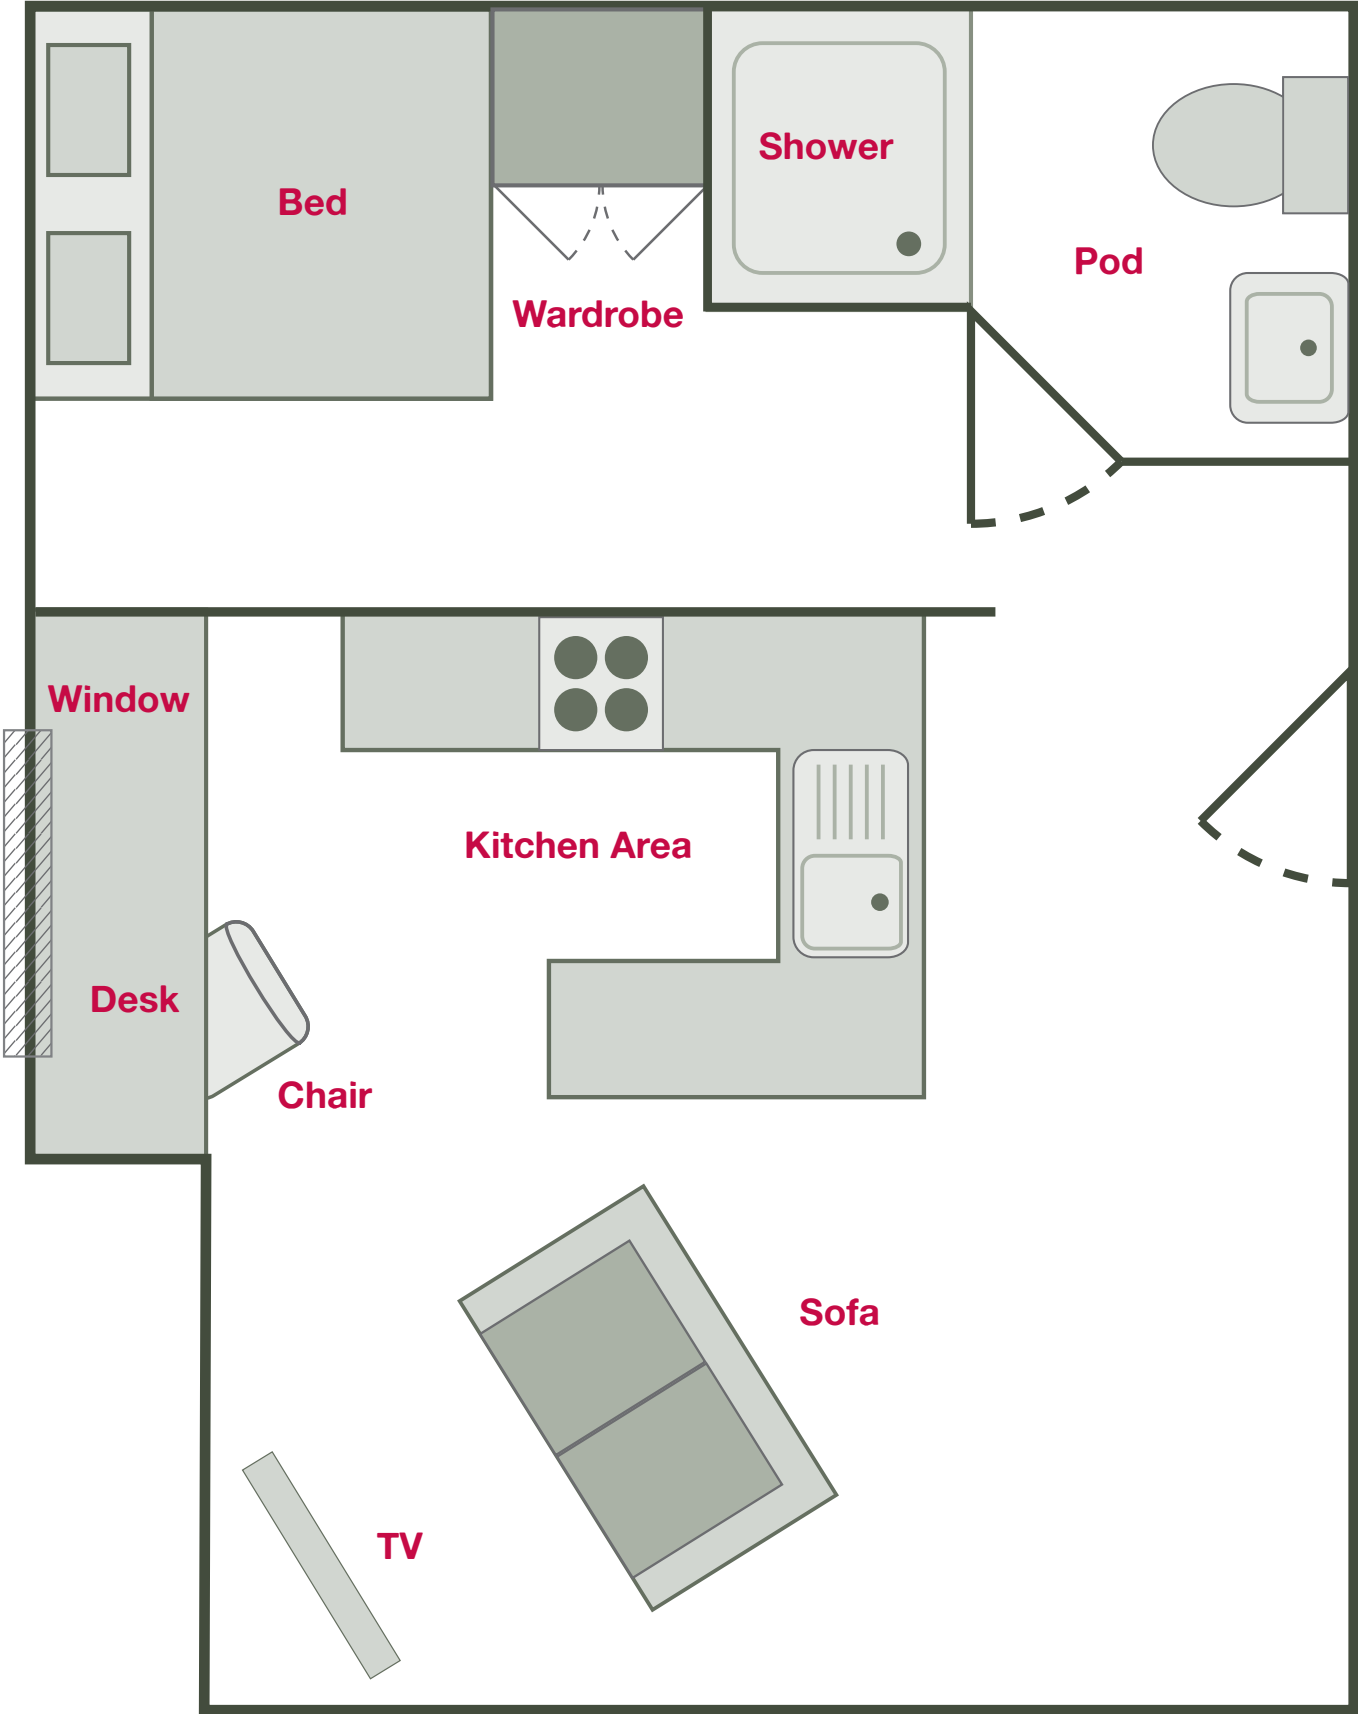 Shower
Bed
Pod
Wardrobe
Window
Kitchen Area
Desk
Chair
Sofa
TV